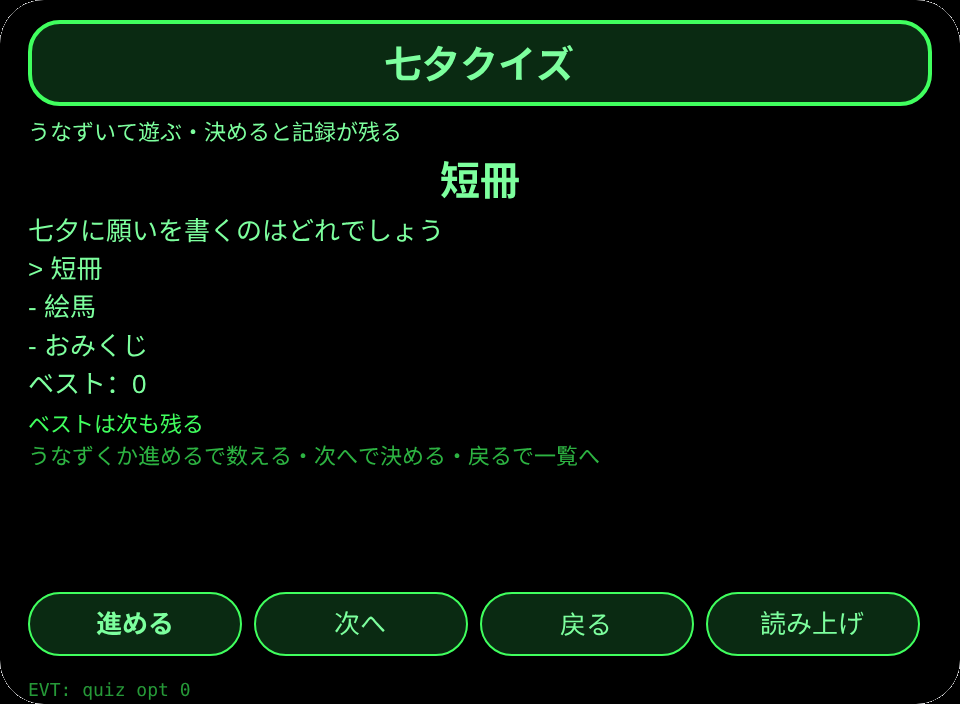 七夕クイズ
うなずいて遊ぶ・決めると記録が残る
短冊
七夕に願いを書くのはどれでしょう
> 短冊
- 絵馬
- おみくじ
ベスト：0
ベストは次も残る
うなずくか進めるで数える・次へで決める・戻るで一覧へ
進める
次へ
戻る
読み上げ
EVT: quiz opt 0